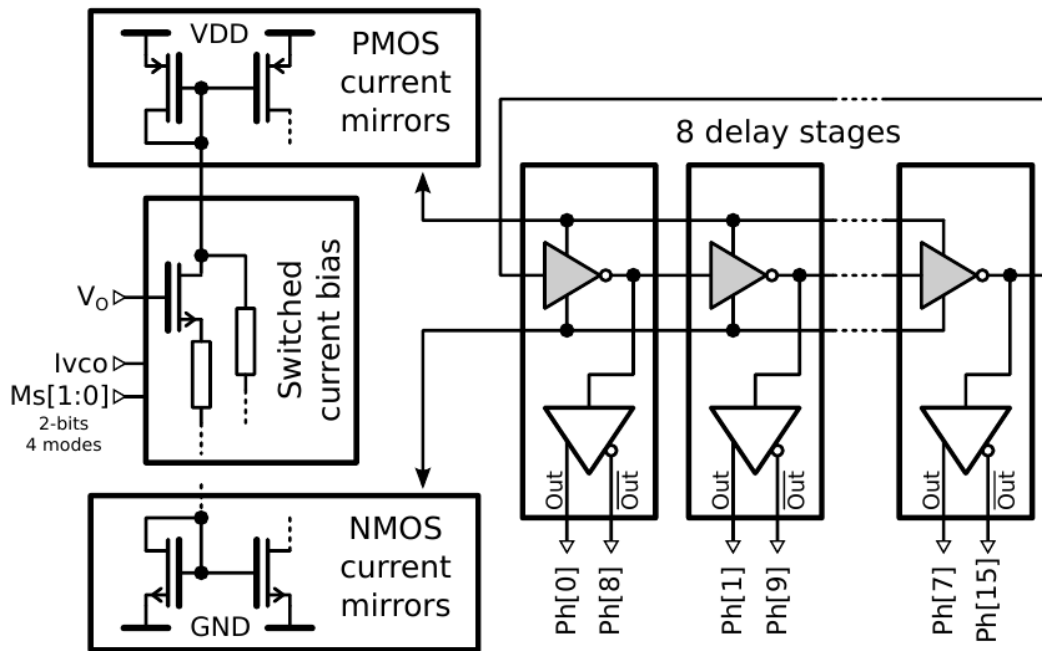 VDD
PMOS
current
mirrors
8 delay stages
Switched
current bias
Vo
Ivco
Ms[1:0]
2-bits
4 modes
NMOS
current
mirrors
GND
Out
Out
Out
Out
Out
Out
Ph[0]
Ph[8]
Ph[1]
Ph[9]
Ph[7]
Ph[15]